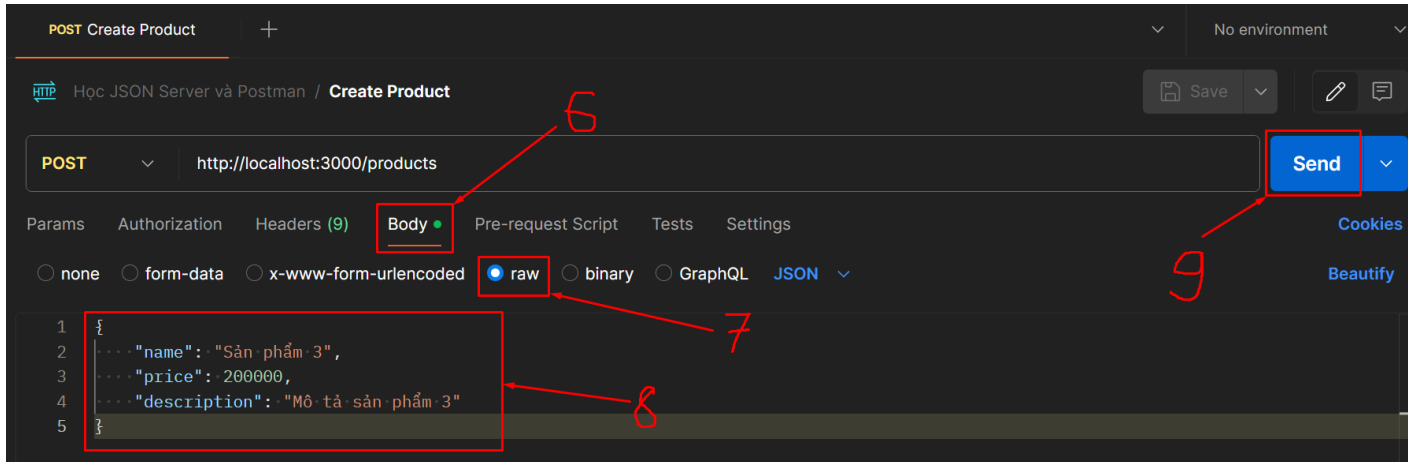 POST Create Product
No environment
HTTP Học JSON Server và Postman / Create Product Save
6
POST http://localhost:3000/products Send
Params Authorization Headers (9) Body Pre-request Script Tests Settings Cookies
none form-data x-www-form-urlencoded raw binary GraphQL JSON Beautify
9
7
1 {
2 "name": "Sản phẩm 3",
3 "price": 200000,
4 "description": "Mô tả sản phẩm 3"
5 }
8